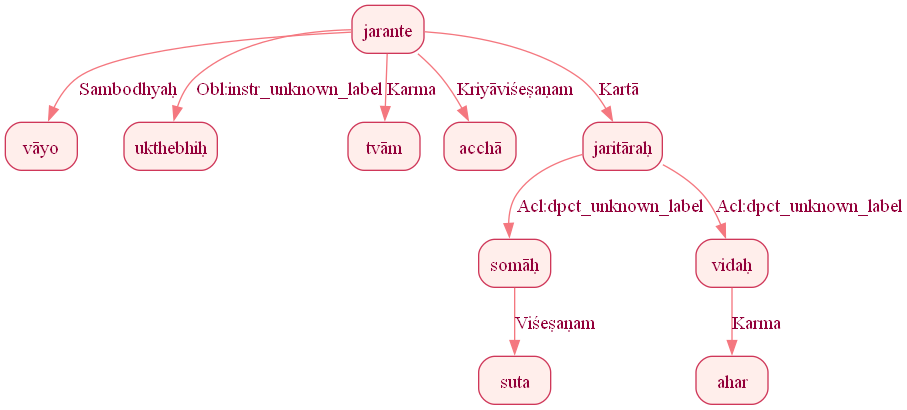 jarante
Sambodhyaḥ
Obl:instr_unknown_label
Karma
Kriyāviśeṣaṇam
Kartā
vāyo
ukthebhiḥ
tvām
acchā
jaritāraḥ
Acl:dpct_unknown_label
Acl:dpct_unknown_label
somāḥ
vidaḥ
Viśeṣaṇam
Karma
suta
ahar